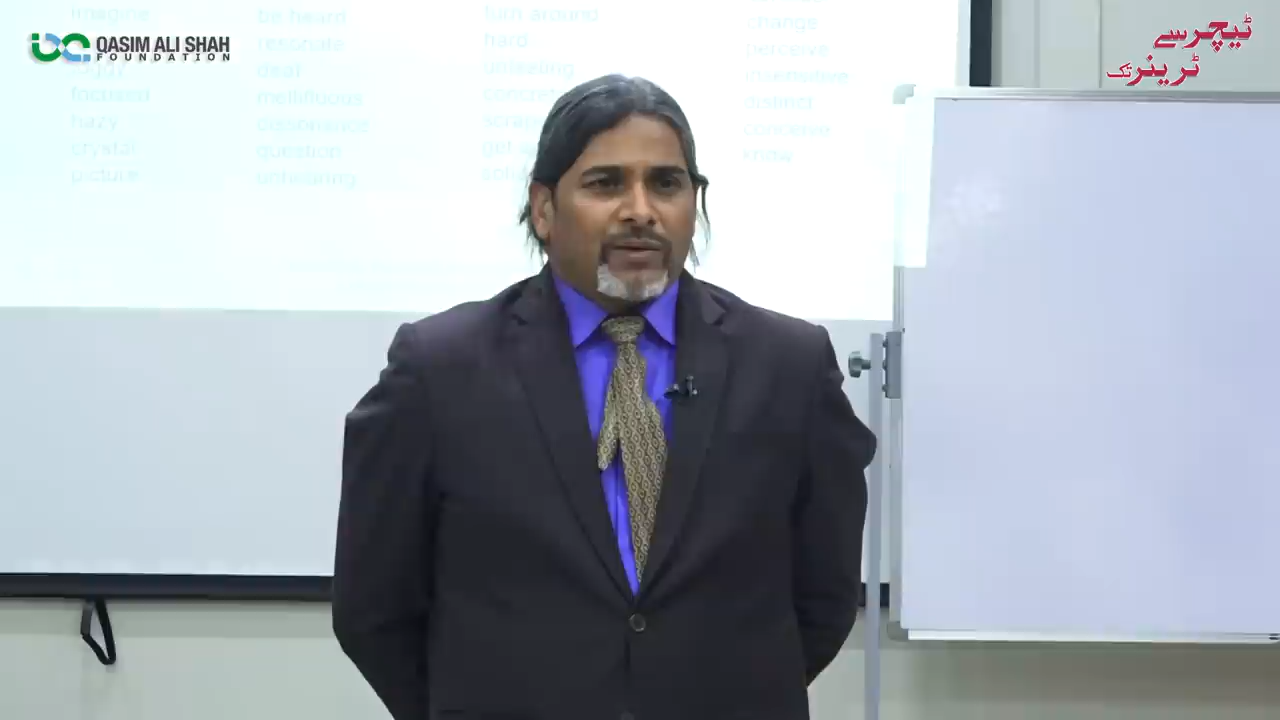 QASIM ALI SHAH
FOUNDATION
ٹیچر سے
ٹرینر تک
imagine
be heard
turn around
change
resonate
hard
perceive
foggy
deaf
unfeeling
insensitive
focused
mellifluous
concrete
distinct
hazy
dissonance
conceive
crystal
question
know
picture
unhearing